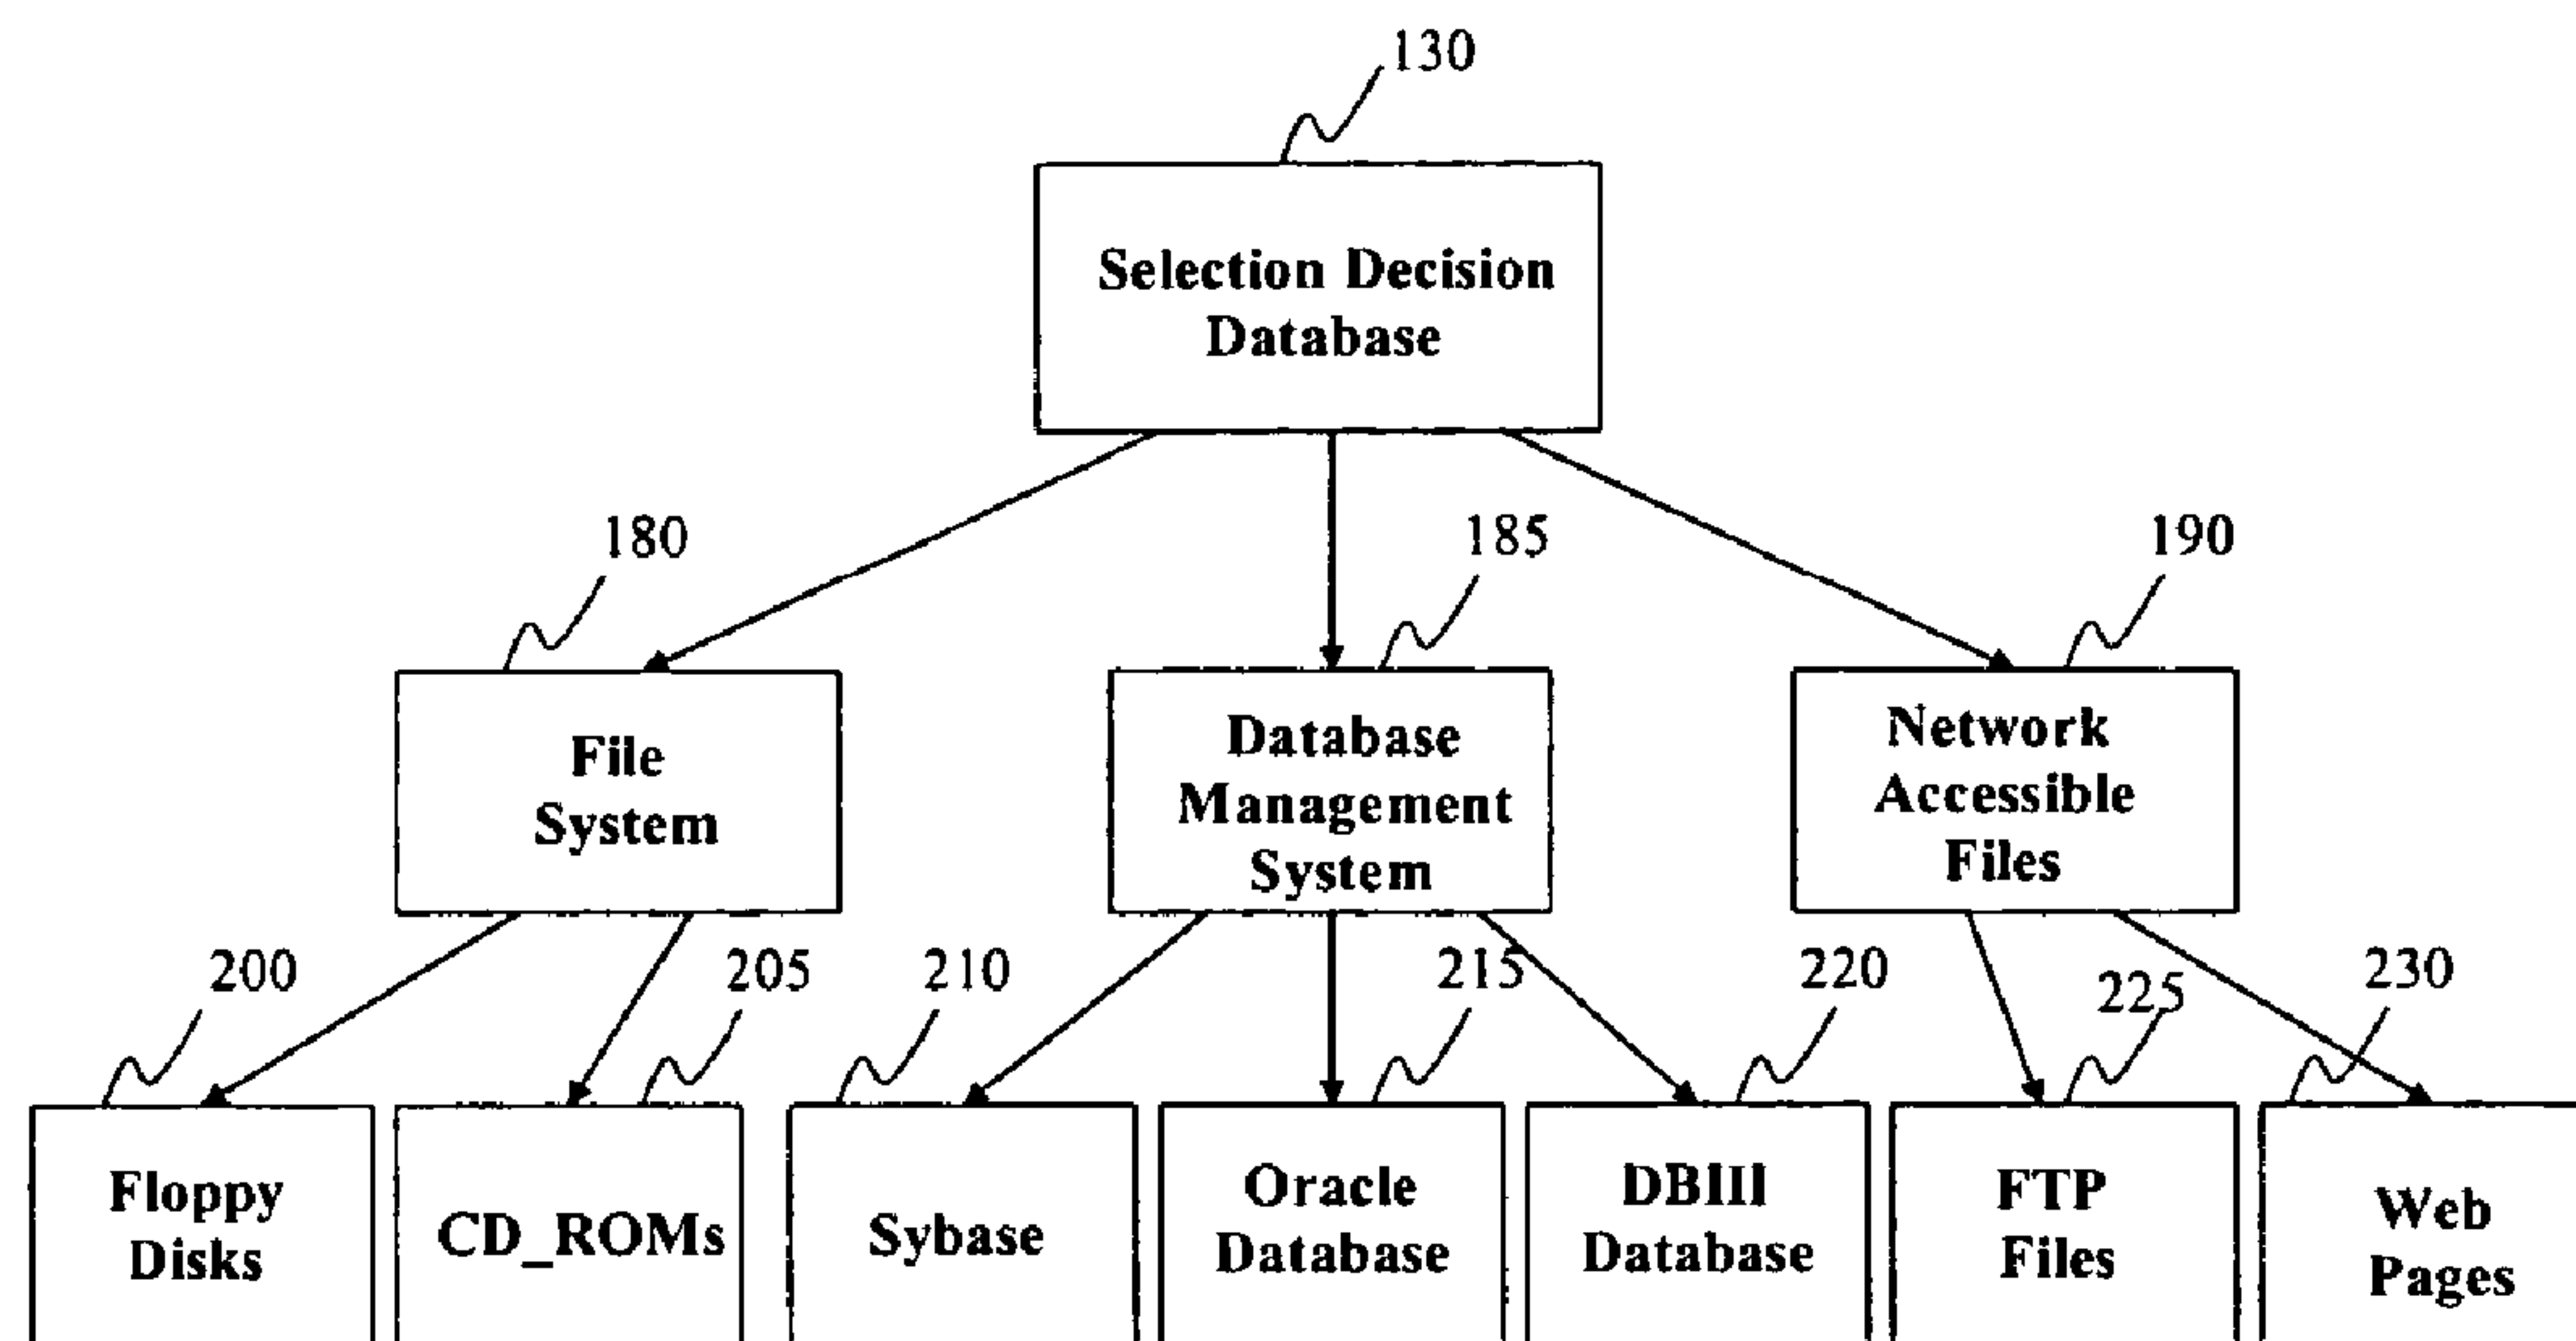 130
Selection Decision
Database
180
185
190
File
System
Database
Management
System
Network
Accessible
Files
200
205
210
215
220
225
230
Floppy
Disks
CD_ROMs
Sybase
Oracle
Database
DBIII
Database
FTP
Files
Web
Pages